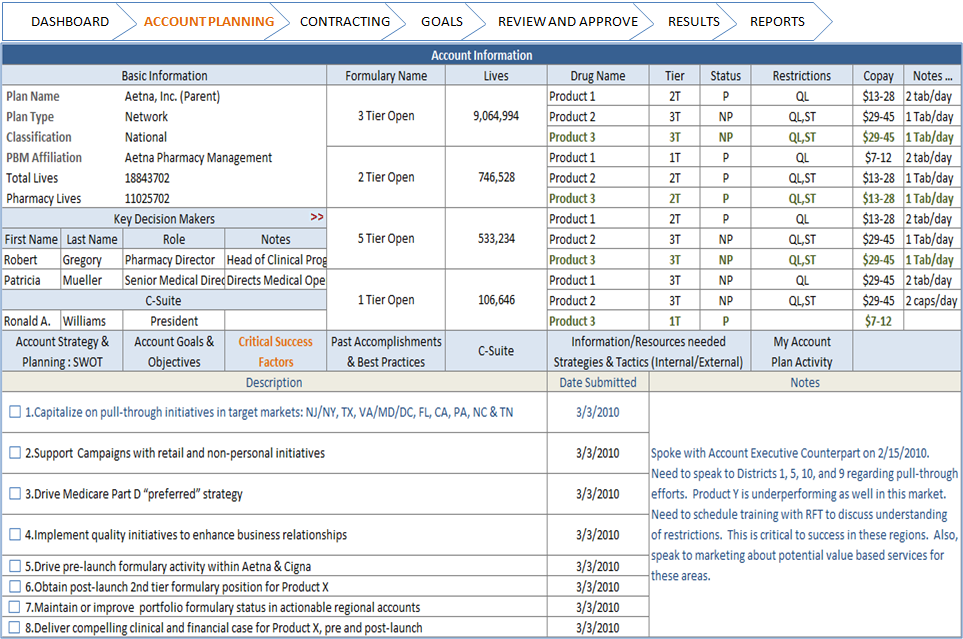 DASHBOARD ACCOUNT PLANNING CONTRACTING GOALS REVIEW AND APPROVE RESULTS REPORTS
Account Information
Basic Information Formulary Name Lives Drug Name Tier Status Restrictions Copay Notes ...
Plan Name Aetna, Inc. (Parent)
Plan Type Network
Classification National
PBM Affiliation Aetna Pharmacy Management
Total Lives 18843702
Pharmacy Lives 11025702
Key Decision Makers >>
First Name Last Name Role Notes
Robert Gregory Pharmacy Director Head of Clinical Prog
Patricia Mueller Senior Medical Direc Directs Medical Ope
C-Suite
Ronald A. Williams President
3 Tier Open 9,064,994
Product 1 2T P QL $13-28 2 tab/day
Product 2 3T NP QL,ST $29-45 1 Tab/day
Product 3 3T NP QL,ST $29-45 1 Tab/day
2 Tier Open 746,528
Product 1 1T P QL $7-12 2 tab/day
Product 2 2T P QL,ST $13-28 1 Tab/day
Product 3 2T P QL,ST $13-28 1 Tab/day
5 Tier Open 533,234
Product 1 2T P QL $13-28 2 tab/day
Product 2 3T NP QL,ST $29-45 1 Tab/day
Product 3 3T NP QL,ST $29-45 1 Tab/day
1 Tier Open 106,646
Product 1 3T NP QL $29-45 2 tab/day
Product 2 3T NP QL,ST $29-45 2 caps/day
Product 3 1T P $7-12
Account Strategy &
Planning : SWOT
Account Goals &
Objectives
Critical Success
Factors
Past Accomplishments
& Best Practices
C-Suite
Information/Resources needed
Strategies & Tactics (Internal/External)
My Account
Plan Activity
Description Date Submitted Notes
1.Capitalize on pull-through initiatives in target markets: NJ/NY, TX, VA/MD/DC, FL, CA, PA, NC & TN 3/3/2010
2.Support Campaigns with retail and non-personal initiatives 3/3/2010
3.Drive Medicare Part D “preferred” strategy 3/3/2010
4.Implement quality initiatives to enhance business relationships 3/3/2010
5.Drive pre-launch formulary activity within Aetna & Cigna 3/3/2010
6.Obtain post-launch 2nd tier formulary position for Product X 3/3/2010
7.Maintain or improve portfolio formulary status in actionable regional accounts 3/3/2010
8.Deliver compelling clinical and financial case for Product X, pre and post-launch 3/3/2010
Spoke with Account Executive Counterpart on 2/15/2010.
Need to speak to Districts 1, 5, 10, and 9 regarding pull-through
efforts. Product Y is underperforming as well in this market.
Need to schedule training with RFT to discuss understanding
of restrictions. This is critical to success in these regions. Also,
speak to marketing about potential value based services for
these areas.